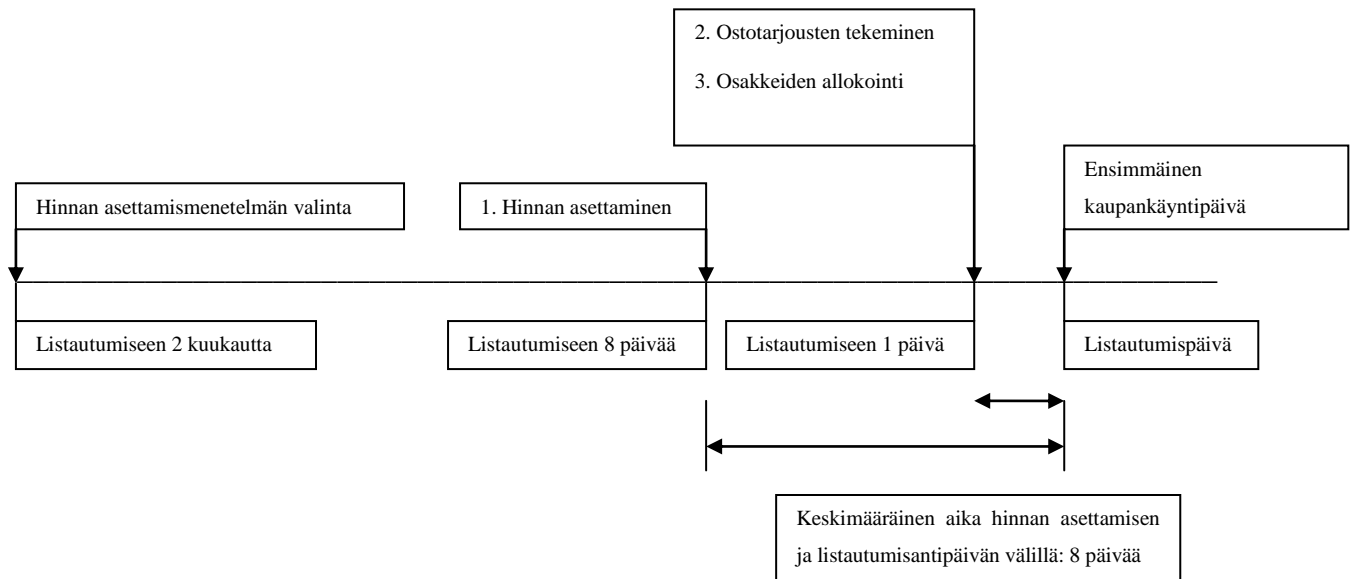 2. Ostotarjousten tekeminen
3. Osakkeiden allokointi
Ensimmäinen
kaupankäyntipäivä
Hinnan asettamismenetelmän valinta
1. Hinnan asettaminen
Listautumiseen 2 kuukautta
Listautumiseen 8 päivää
Listautumiseen 1 päivä
Listautumispäivä
Keskimääräinen aika hinnan asettamisen
ja listautumisantipäivän välillä: 8 päivää